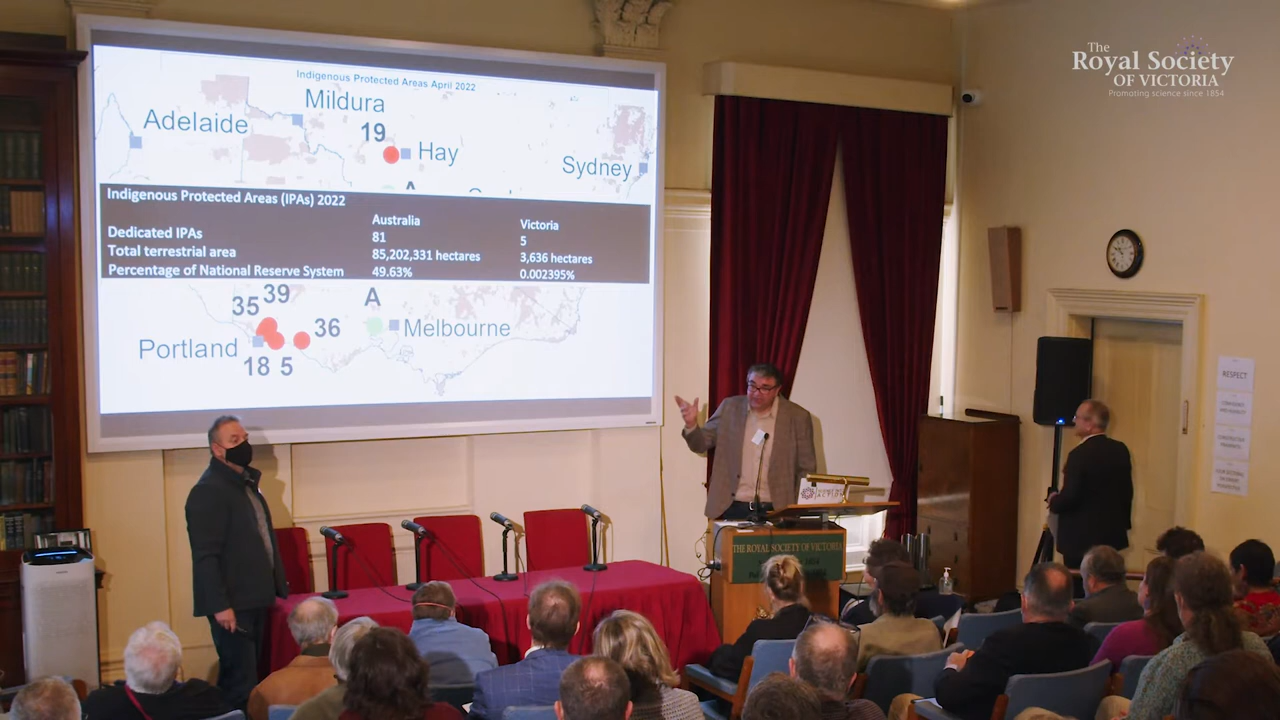 The
Royal Society
OF VICTORIA
Promoting science since 1854
Indigenous Protected Areas April 2022
Mildura
Adelaide
19
Hay
Sydney
A
Indigenous Protected Areas (IPAs) 2022
Australia Victoria
Dedicated IPAs 81 5
Total terrestrial area 85,202,331 hectares 3,636 hectares
Percentage of National Reserve System 49.63% 0.002395%
39
35
A
36
Melbourne
Portland
18
5
RESPECT
THE ROYAL SOCIETY OF VICTORIA